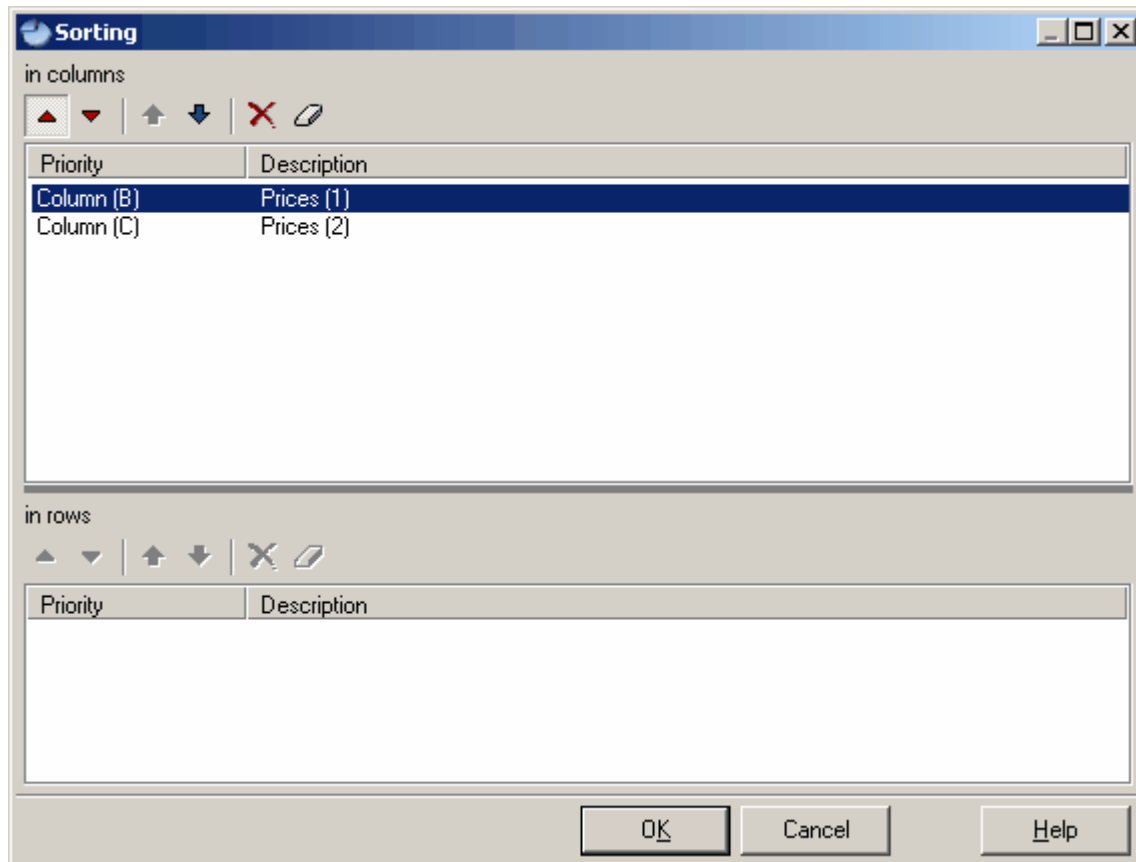 Sorting
in columns
Priority Description
Column (B) Prices (1)
Column (C) Prices (2)
in rows
Priority Description
OK Cancel Help